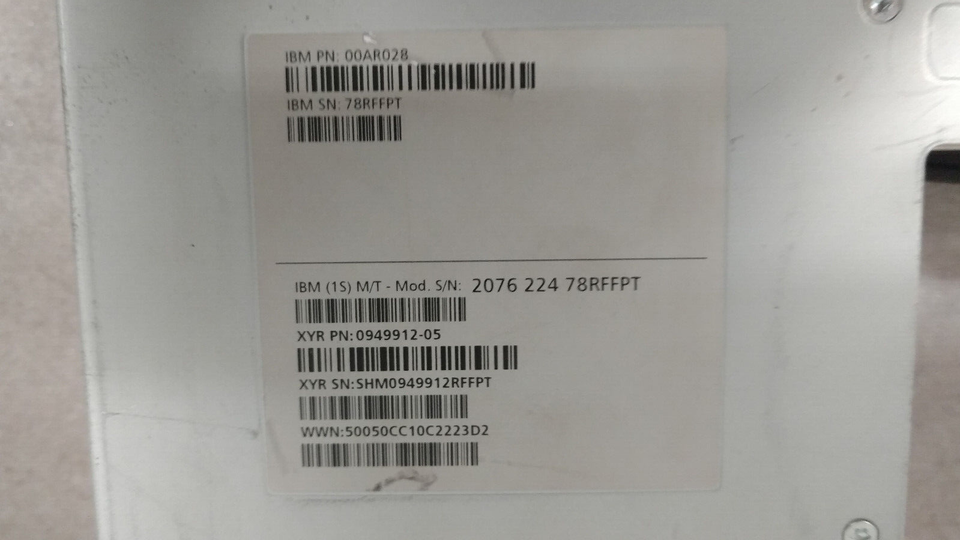 IBM PN: 00AR028
IBM SN: 78RFFPT
IBM (1S) M/T - Mod. S/N: 2076 224 78RFFPT
XYR PN:0949912-05
XYR SN:SHM0949912RFFPT
WWN:50050CC10C2223D2